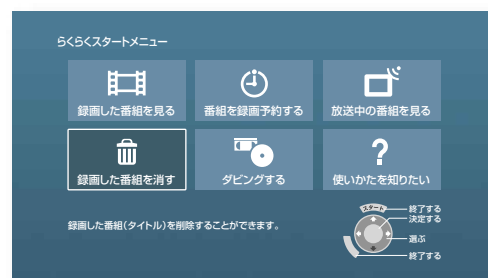 らくらくスタートメニュー
録画した番組を見る
番組を録画予約する
放送中の番組を見る
録画した番組を消す
ダビングする
?
使いかたを知りたい
録画した番組(タイトル)を削除することができます。
スタート
終了する
決定する
選ぶ
終了する